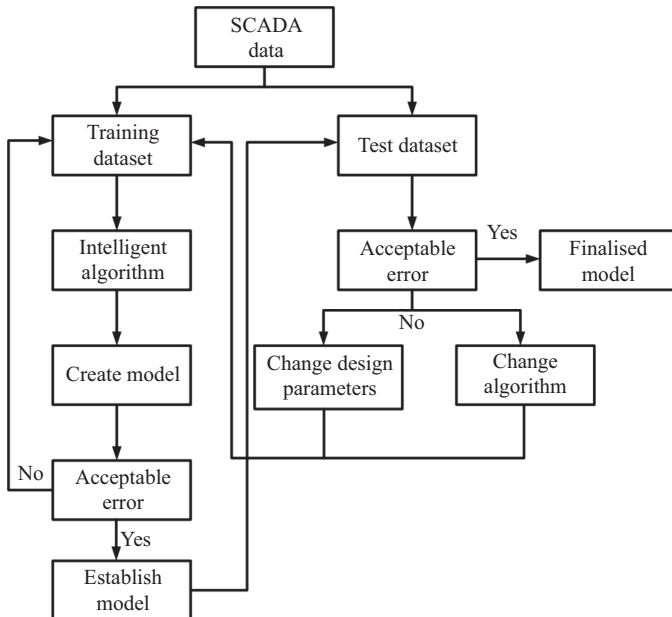 SCADA
data
Training
dataset
Test dataset
Intelligent
algorithm
Acceptable
error
Yes
Finalised
model
No
Create model
Change design
parameters
Change
algorithm
No
Acceptable
error
Yes
Establish
model